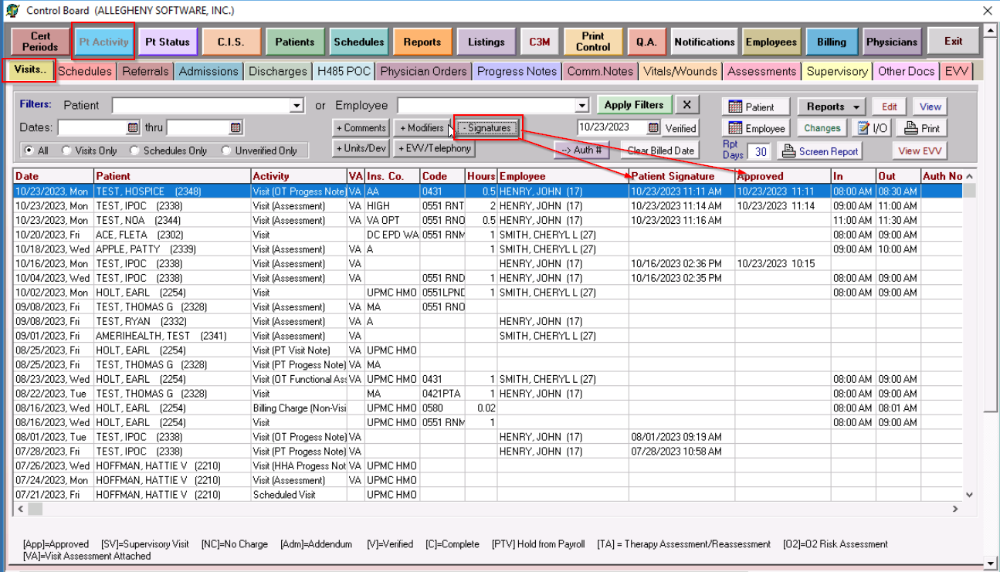 Control Board (ALLEGHENY SOFTWARE, INC.)
Cert Periods Pt Activity Pt Status C.I.S. Patients Schedules Reports Listings C3M Print Control Q.A. Notifications Employees Billing Physicians Exit
Visits.. Schedules Referrals Admissions Discharges H485 POC Physician Orders Progress Notes Comm.Notes Vitals/Wounds Assessments Supervisory Other Docs EVV
Filters: Patient or Employee Apply Filters X Patient Reports Edit View
Dates: thru + Comments + Modifiers - Signatures 10/23/2023 Verified Employee Changes I/O Print
All Visits Only Schedules Only Unverified Only + Units/Dev + EVV/Telephony --> Auth # Clear Billed Date Rpt Days 30 Screen Report View EVV
Date Patient Activity VA Ins. Co. Code Hours Employee Patient Signature Approved In Out Auth No
10/23/2023, Mon TEST, HOSPICE (2348) Visit (OT Progess Note) VA AA 0431 0.5 HENRY, JOHN (17) 10/23/2023 11:11 AM 10/23/2023 11:11 08:00 AM 08:30 AM
10/23/2023, Mon TEST, IPOC (2338) Visit (Assessment) VA HIGH 0551 RNT 2 HENRY, JOHN (17) 10/23/2023 11:14 AM 10/23/2023 11:14 09:00 AM 11:00 AM
10/23/2023, Mon TEST, NOA (2344) Visit (Assessment) VA VA OPT 0551 RNO 0.5 HENRY, JOHN (17) 10/23/2023 11:16 AM 11:00 AM 11:30 AM
10/20/2023, Fri ACE, FLETA (2302) Visit DC EPD WA 0551 RNM 1 SMITH, CHERYL L (27) 08:00 AM 09:00 AM
10/18/2023, Wed APPLE, PATTY (2339) Visit (Assessment) VA A 1 SMITH, CHERYL L (27) 09:00 AM 10:00 AM
10/16/2023, Mon TEST, IPOC (2338) Visit (Assessment) VA HENRY, JOHN (17) 10/16/2023 02:36 PM 10/23/2023 10:15
10/04/2023, Wed TEST, IPOC (2338) Visit (Assessment) VA 0551 RND 1 HENRY, JOHN (17) 10/16/2023 02:35 PM 08:00 AM 09:00 AM
10/02/2023, Mon HOLT, EARL (2254) Visit UPMC HMO 0551LPND 1 SMITH, CHERYL L (27) 08:00 AM 09:00 AM
09/08/2023, Fri TEST, THOMAS G (2328) Visit (Assessment) VA MA 0551 RNO
09/08/2023, Fri TEST, RYAN (2332) Visit (Assessment) VA A HENRY, JOHN (17)
09/01/2023, Fri AMERIHEALTH, TEST (2341) Visit (Assessment) VA SMITH, CHERYL L (27)
08/25/2023, Fri HOLT, EARL (2254) Visit (PT Visit Note) VA UPMC HMO
08/25/2023, Fri TEST, THOMAS G (2328) Visit (PT Progess Note) VA MA
08/23/2023, Wed HOLT, EARL (2254) Visit (OT Functional Ass VA UPMC HMO 0431 1 SMITH, CHERYL L (27) 08:00 AM 09:00 AM
08/22/2023, Tue TEST, THOMAS G (2328) Visit MA 0421PTA 1 HENRY, JOHN (17) 08:00 AM 09:00 AM
08/16/2023, Wed HOLT, EARL (2254) Billing Charge (Non-Visi UPMC HMO 0580 0.02 08:00 AM 08:01 AM
08/16/2023, Wed HOLT, EARL (2254) Visit UPMC HMO 0551 RNM 1 08:00 AM 09:00 AM
08/01/2023, Tue TEST, IPOC (2338) Visit (OT Progess Note) VA HENRY, JOHN (17) 08/01/2023 09:19 AM
07/28/2023, Fri TEST, IPOC (2338) Visit (PT Progess Note) VA HENRY, JOHN (17) 07/28/2023 10:58 AM
07/26/2023, Wed HOFFMAN, HATTIE V (2210) Visit (HHA Progess Not VA UPMC HMO
07/24/2023, Mon HOFFMAN, HATTIE V (2210) Visit (Assessment) VA UPMC HMO
07/21/2023, Fri HOFFMAN, HATTIE V (2210) Scheduled Visit UPMC HMO
[App]=Approved [SV]=Supervisory Visit [NC]=No Charge [Adm]=Addendum [V]=Verified [C]=Complete [PTV] Hold from Payroll [TA] = Therapy Assessment/Reassessment [O2]=O2 Risk Assessment
[VA]=Visit Assessment Attached